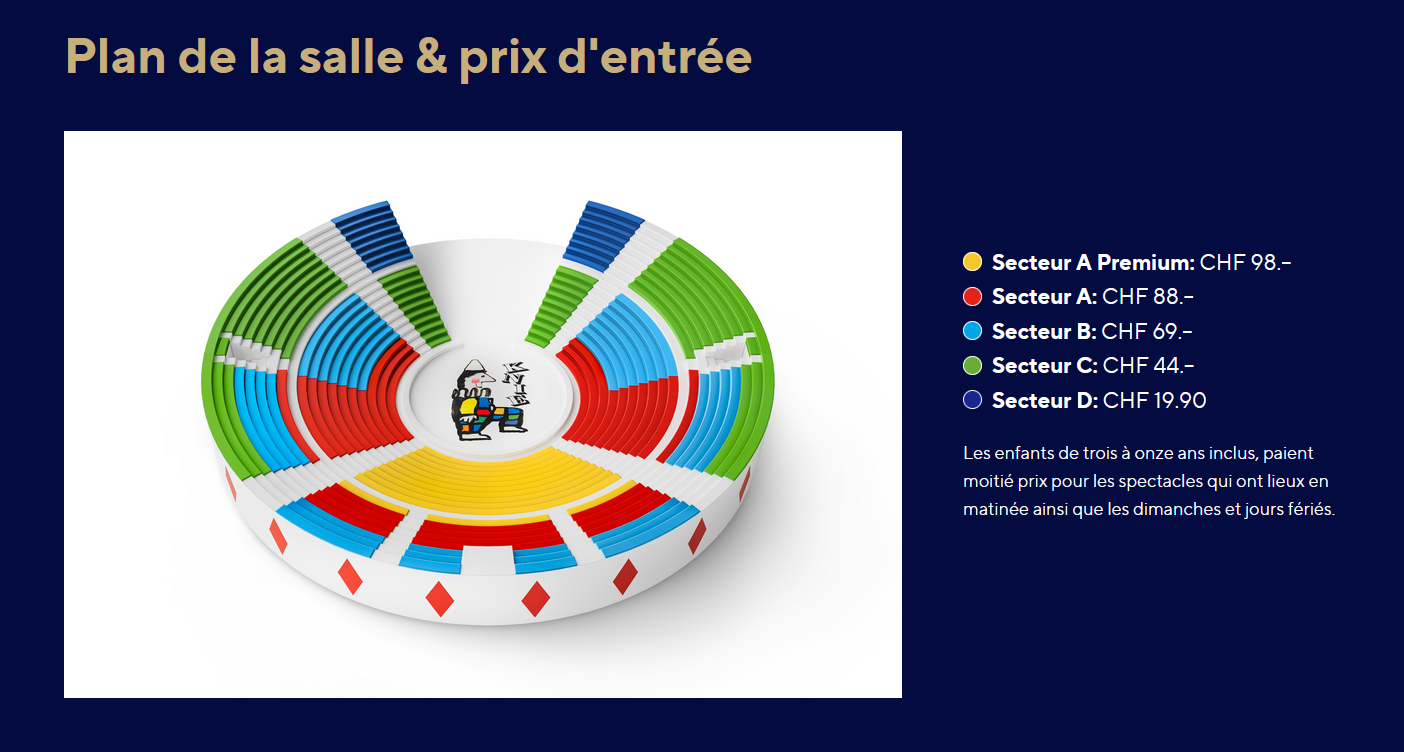 Plan de la salle & prix d'entrée
KNIE
Secteur A Premium: CHF 98.–
Secteur A: CHF 88.–
Secteur B: CHF 69.–
Secteur C: CHF 44.–
Secteur D: CHF 19.90
Les enfants de trois à onze ans inclus, paient
moitié prix pour les spectacles qui ont lieux en
matinée ainsi que les dimanches et jours fériés.